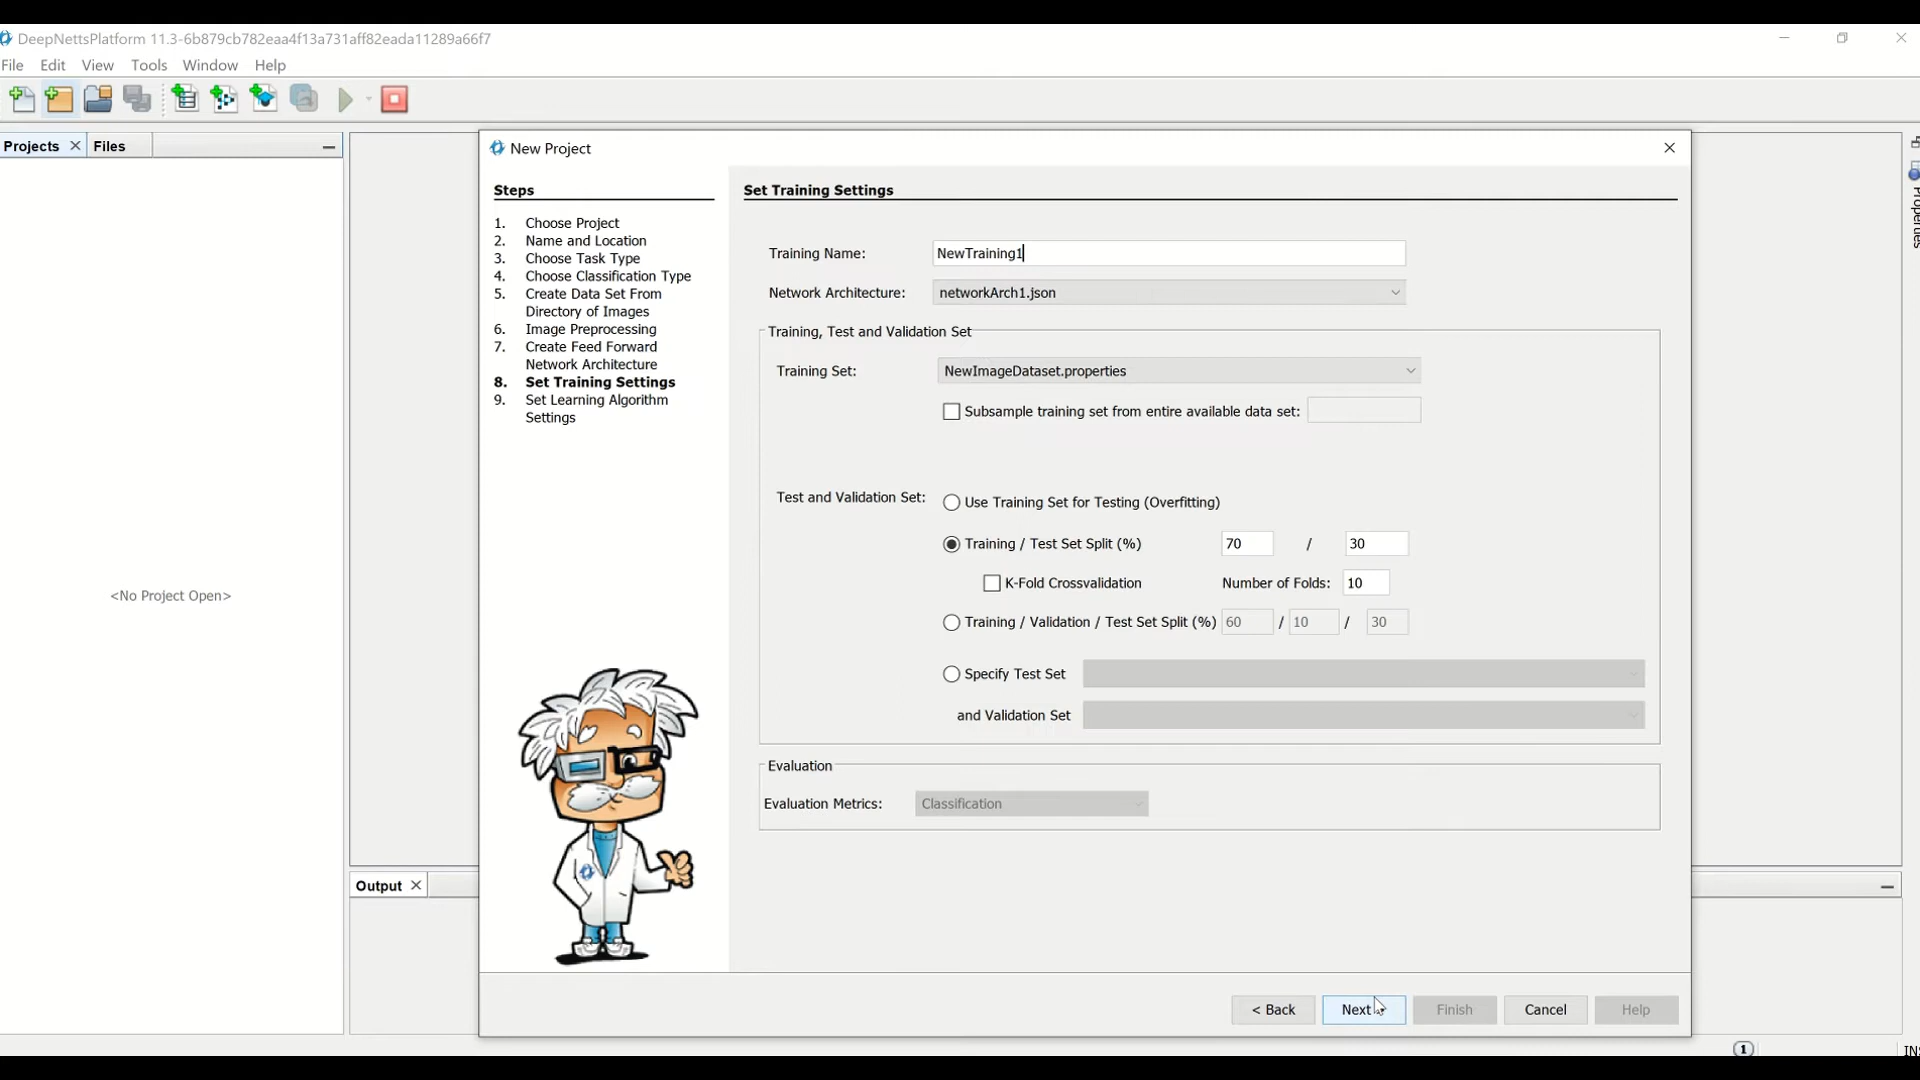 DeepNettsPlatform 11.3-6b879cb782eaa4f13a731aff82eada11289a66f7
File Edit View Tools Window Help
Projects Files
<No Project Open>
Output
Properties
New Project
Steps
1. Choose Project
2. Name and Location
3. Choose Task Type
4. Choose Classification Type
5. Create Data Set From
Directory of Images
6. Image Preprocessing
7. Create Feed Forward
Network Architecture
8. Set Training Settings
9. Set Learning Algorithm
Settings
Set Training Settings
Training Name: NewTraining1
Network Architecture: networkArch1.json
Training, Test and Validation Set
Training Set: NewImageDataset.properties
Subsample training set from entire available data set:
Test and Validation Set: Use Training Set for Testing (Overfitting)
Training / Test Set Split (%) 70 / 30
K-Fold Crossvalidation Number of Folds: 10
Training / Validation / Test Set Split (%) 60 / 10 / 30
Specify Test Set
and Validation Set
Evaluation
Evaluation Metrics: Classification
< Back Next Finish Cancel Help
1